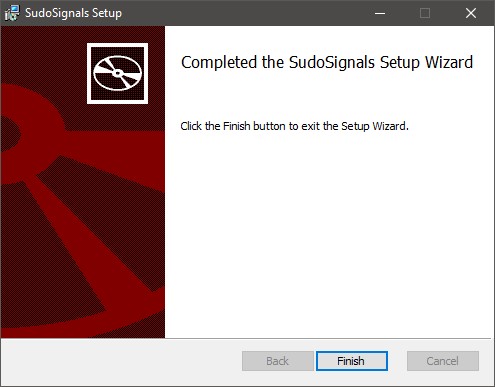 SudoSignals Setup
Completed the SudoSignals Setup Wizard
Click the Finish button to exit the Setup Wizard.
Back
Finish
Cancel